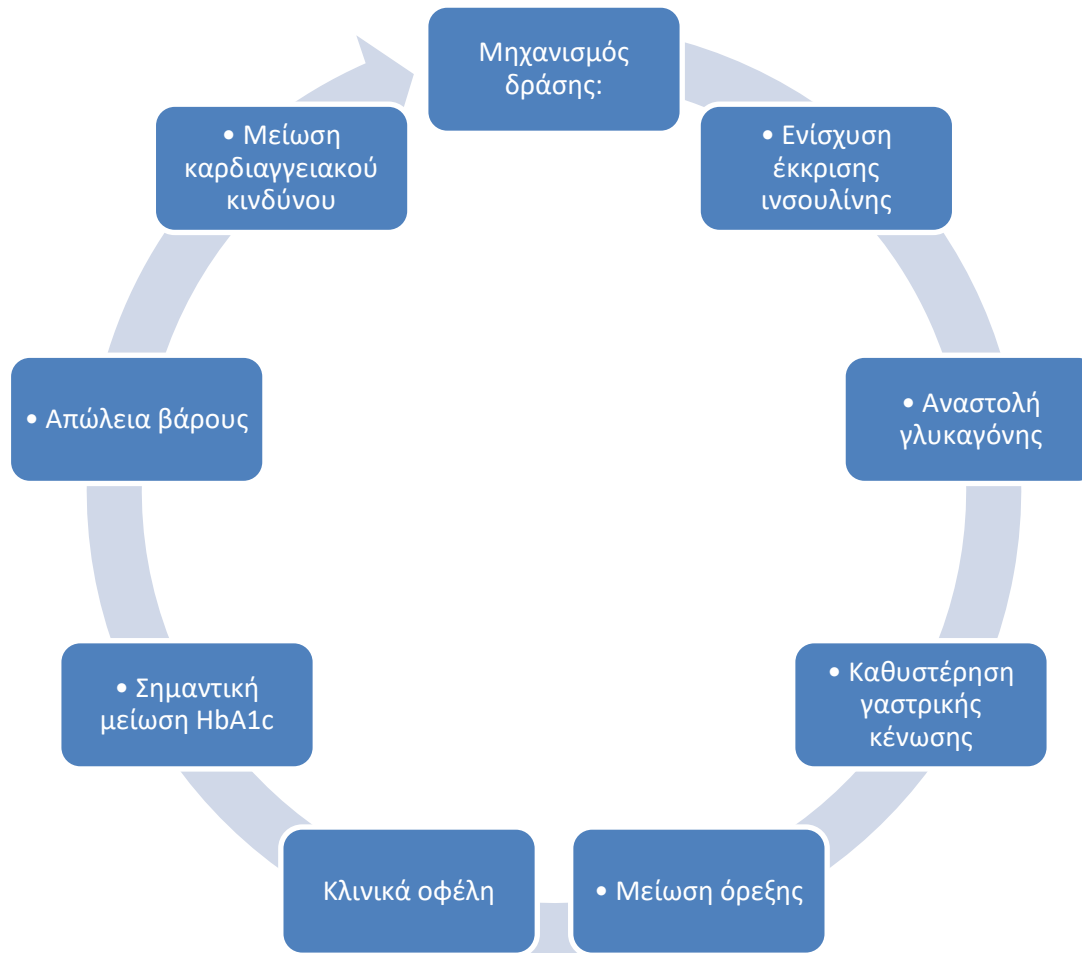 Μηχανισμός
δράσης:
• Ενίσχυση
έκκρισης
ινσουλίνης
• Αναστολή
γλυκαγόνης
• Καθυστέρηση
γαστρικής
κένωσης
• Μείωση όρεξης
Κλινικά οφέλη
• Σημαντική
μείωση HbA1c
• Απώλεια βάρους
• Μείωση
καρδιαγγειακού
κινδύνου